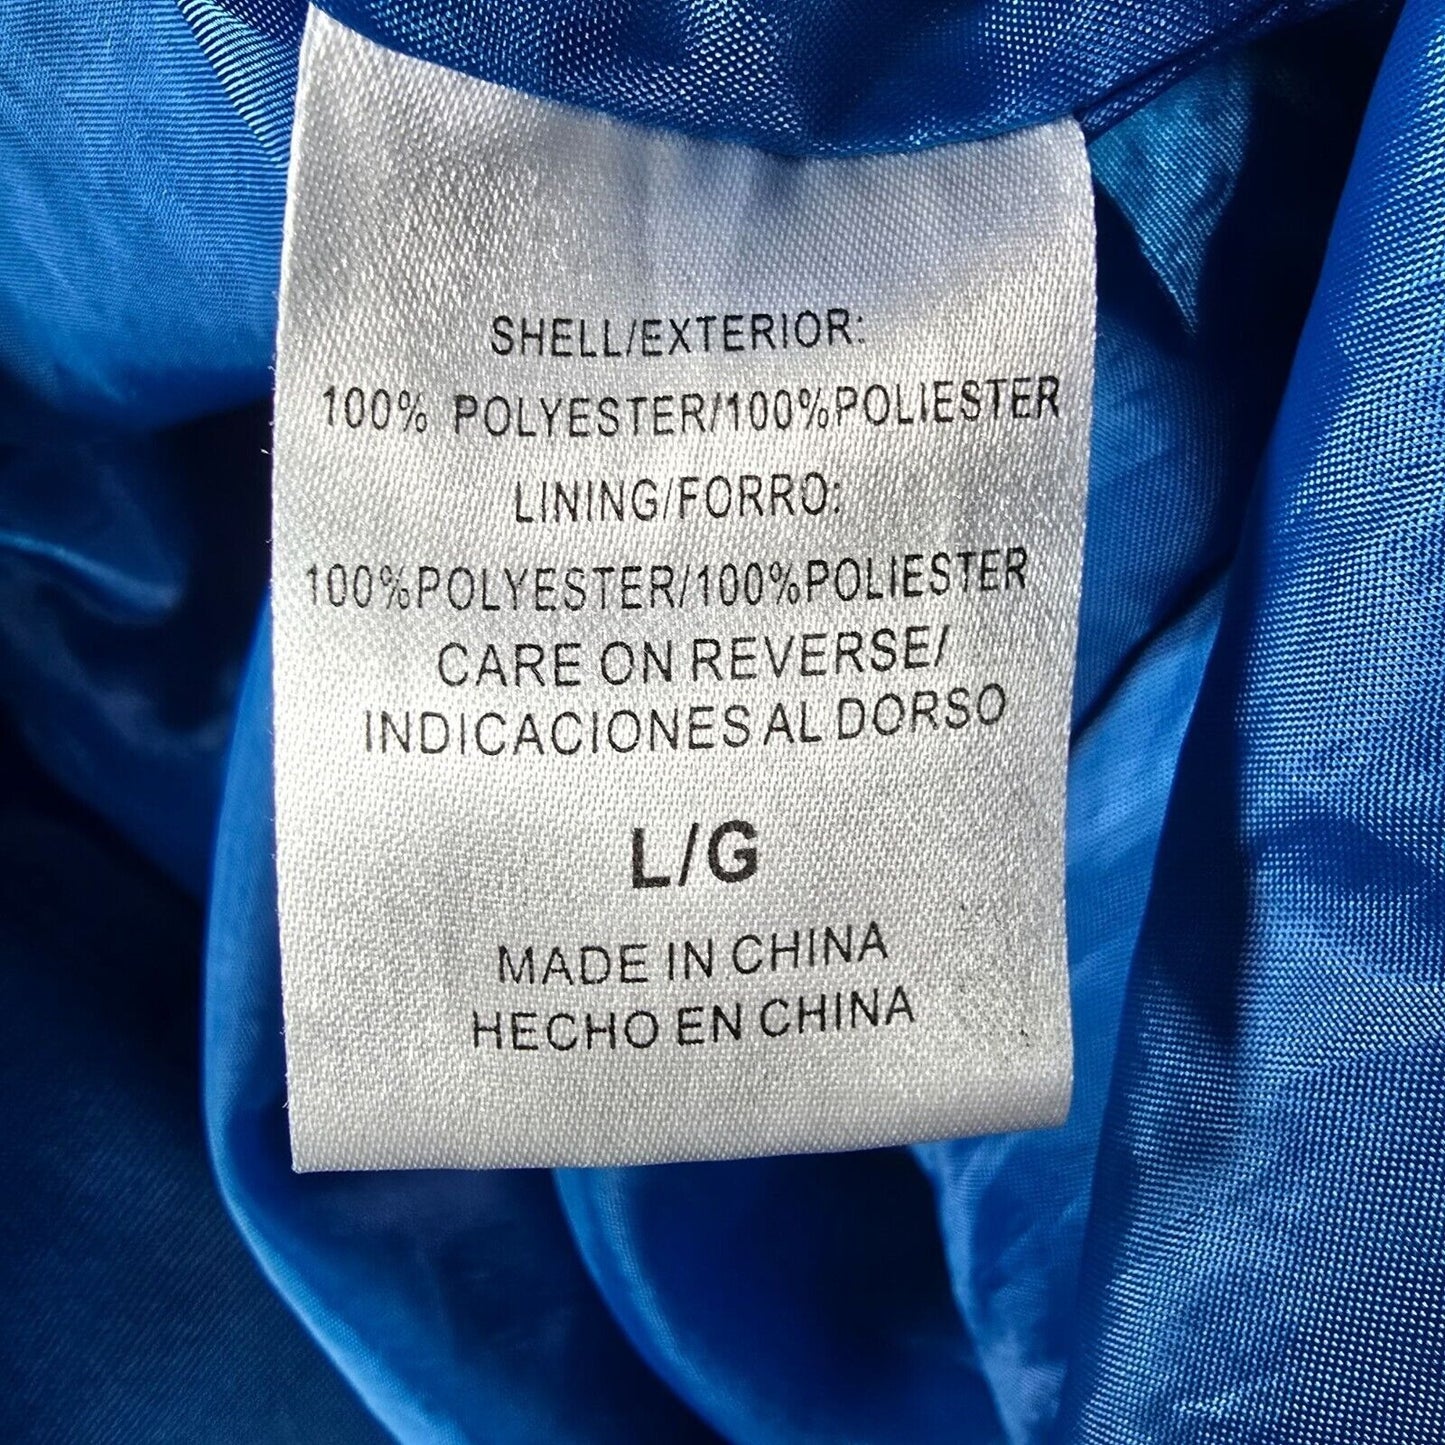 SHELL/EXTERIOR:
100% POLYESTER/100%POLIESTER
LINING/FORRO:
100%POLYESTER/100%POLIESTER
CARE ON REVERSE/
INDICACIONES AL DORSO
L/G
MADE IN CHINA
HECHO EN CHINA